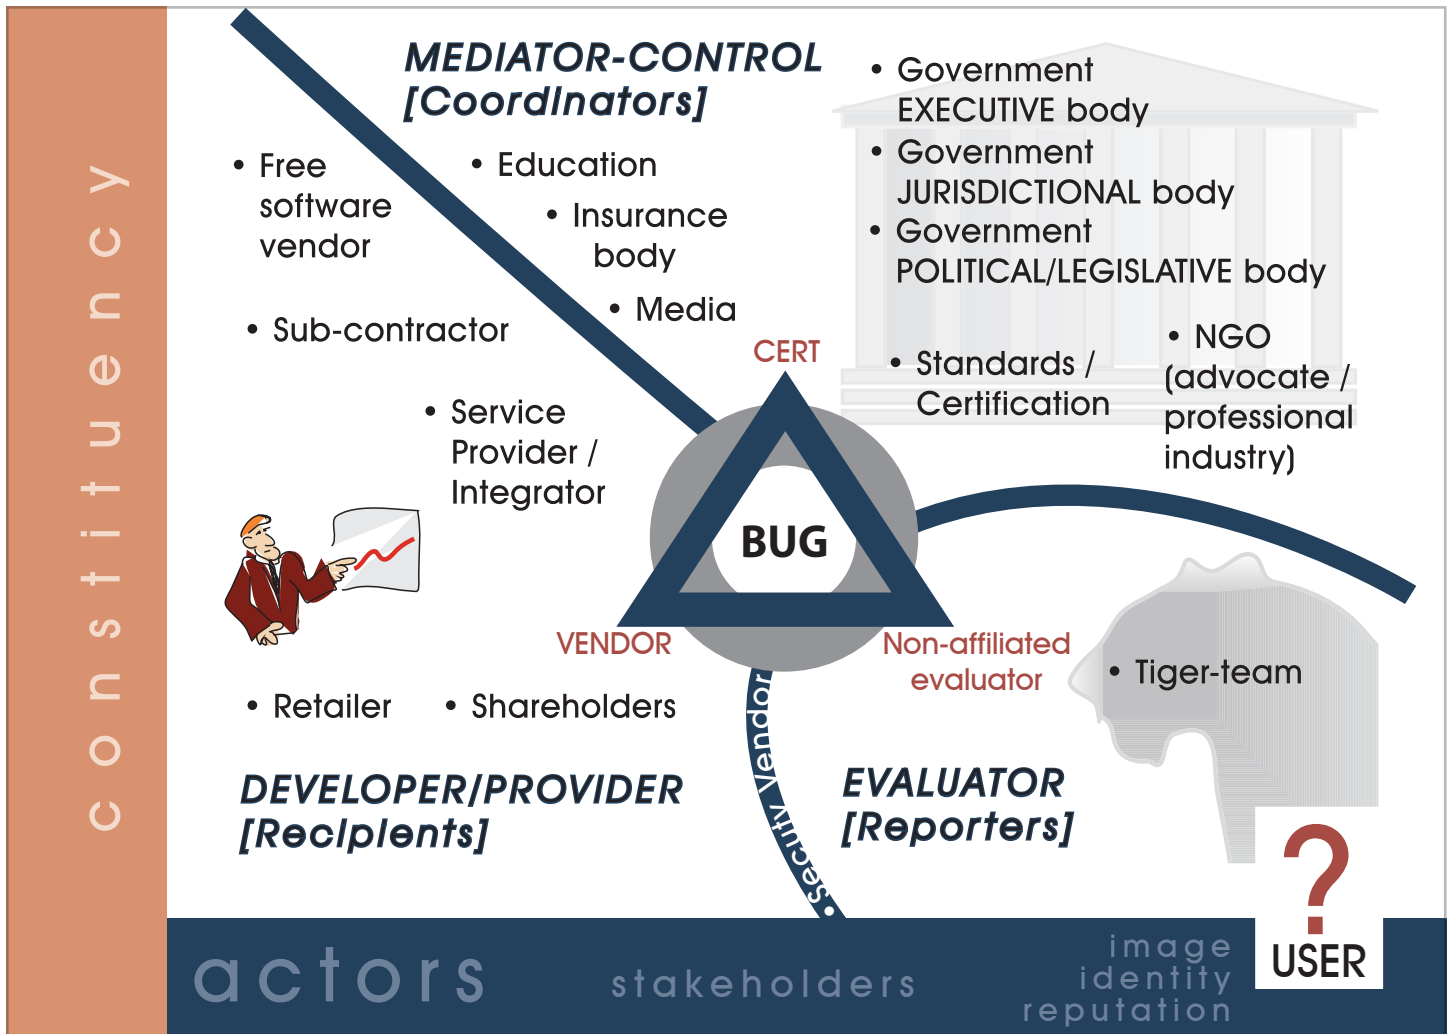 constituency
MEDIATOR-CONTROL
[Coordinators]
• Free
software
vendor
• Education
• Insurance
body
• Media
• Sub-contractor
• Service
Provider /
Integrator
• Government
EXECUTIVE body
• Government
JURISDICTIONAL body
• Government
POLITICAL/LEGISLATIVE body
• Standards /
Certification
• NGO
(advocate /
professional
industry)
CERT
BUG
VENDOR
Non-affiliated
evaluator
• Tiger-team
• Retailer
• Shareholders
DEVELOPER/PROVIDER
[Recipients]
• Secuty Vendor
EVALUATOR
[Reporters]
?
USER
actors
stakeholders
image
identity
reputation